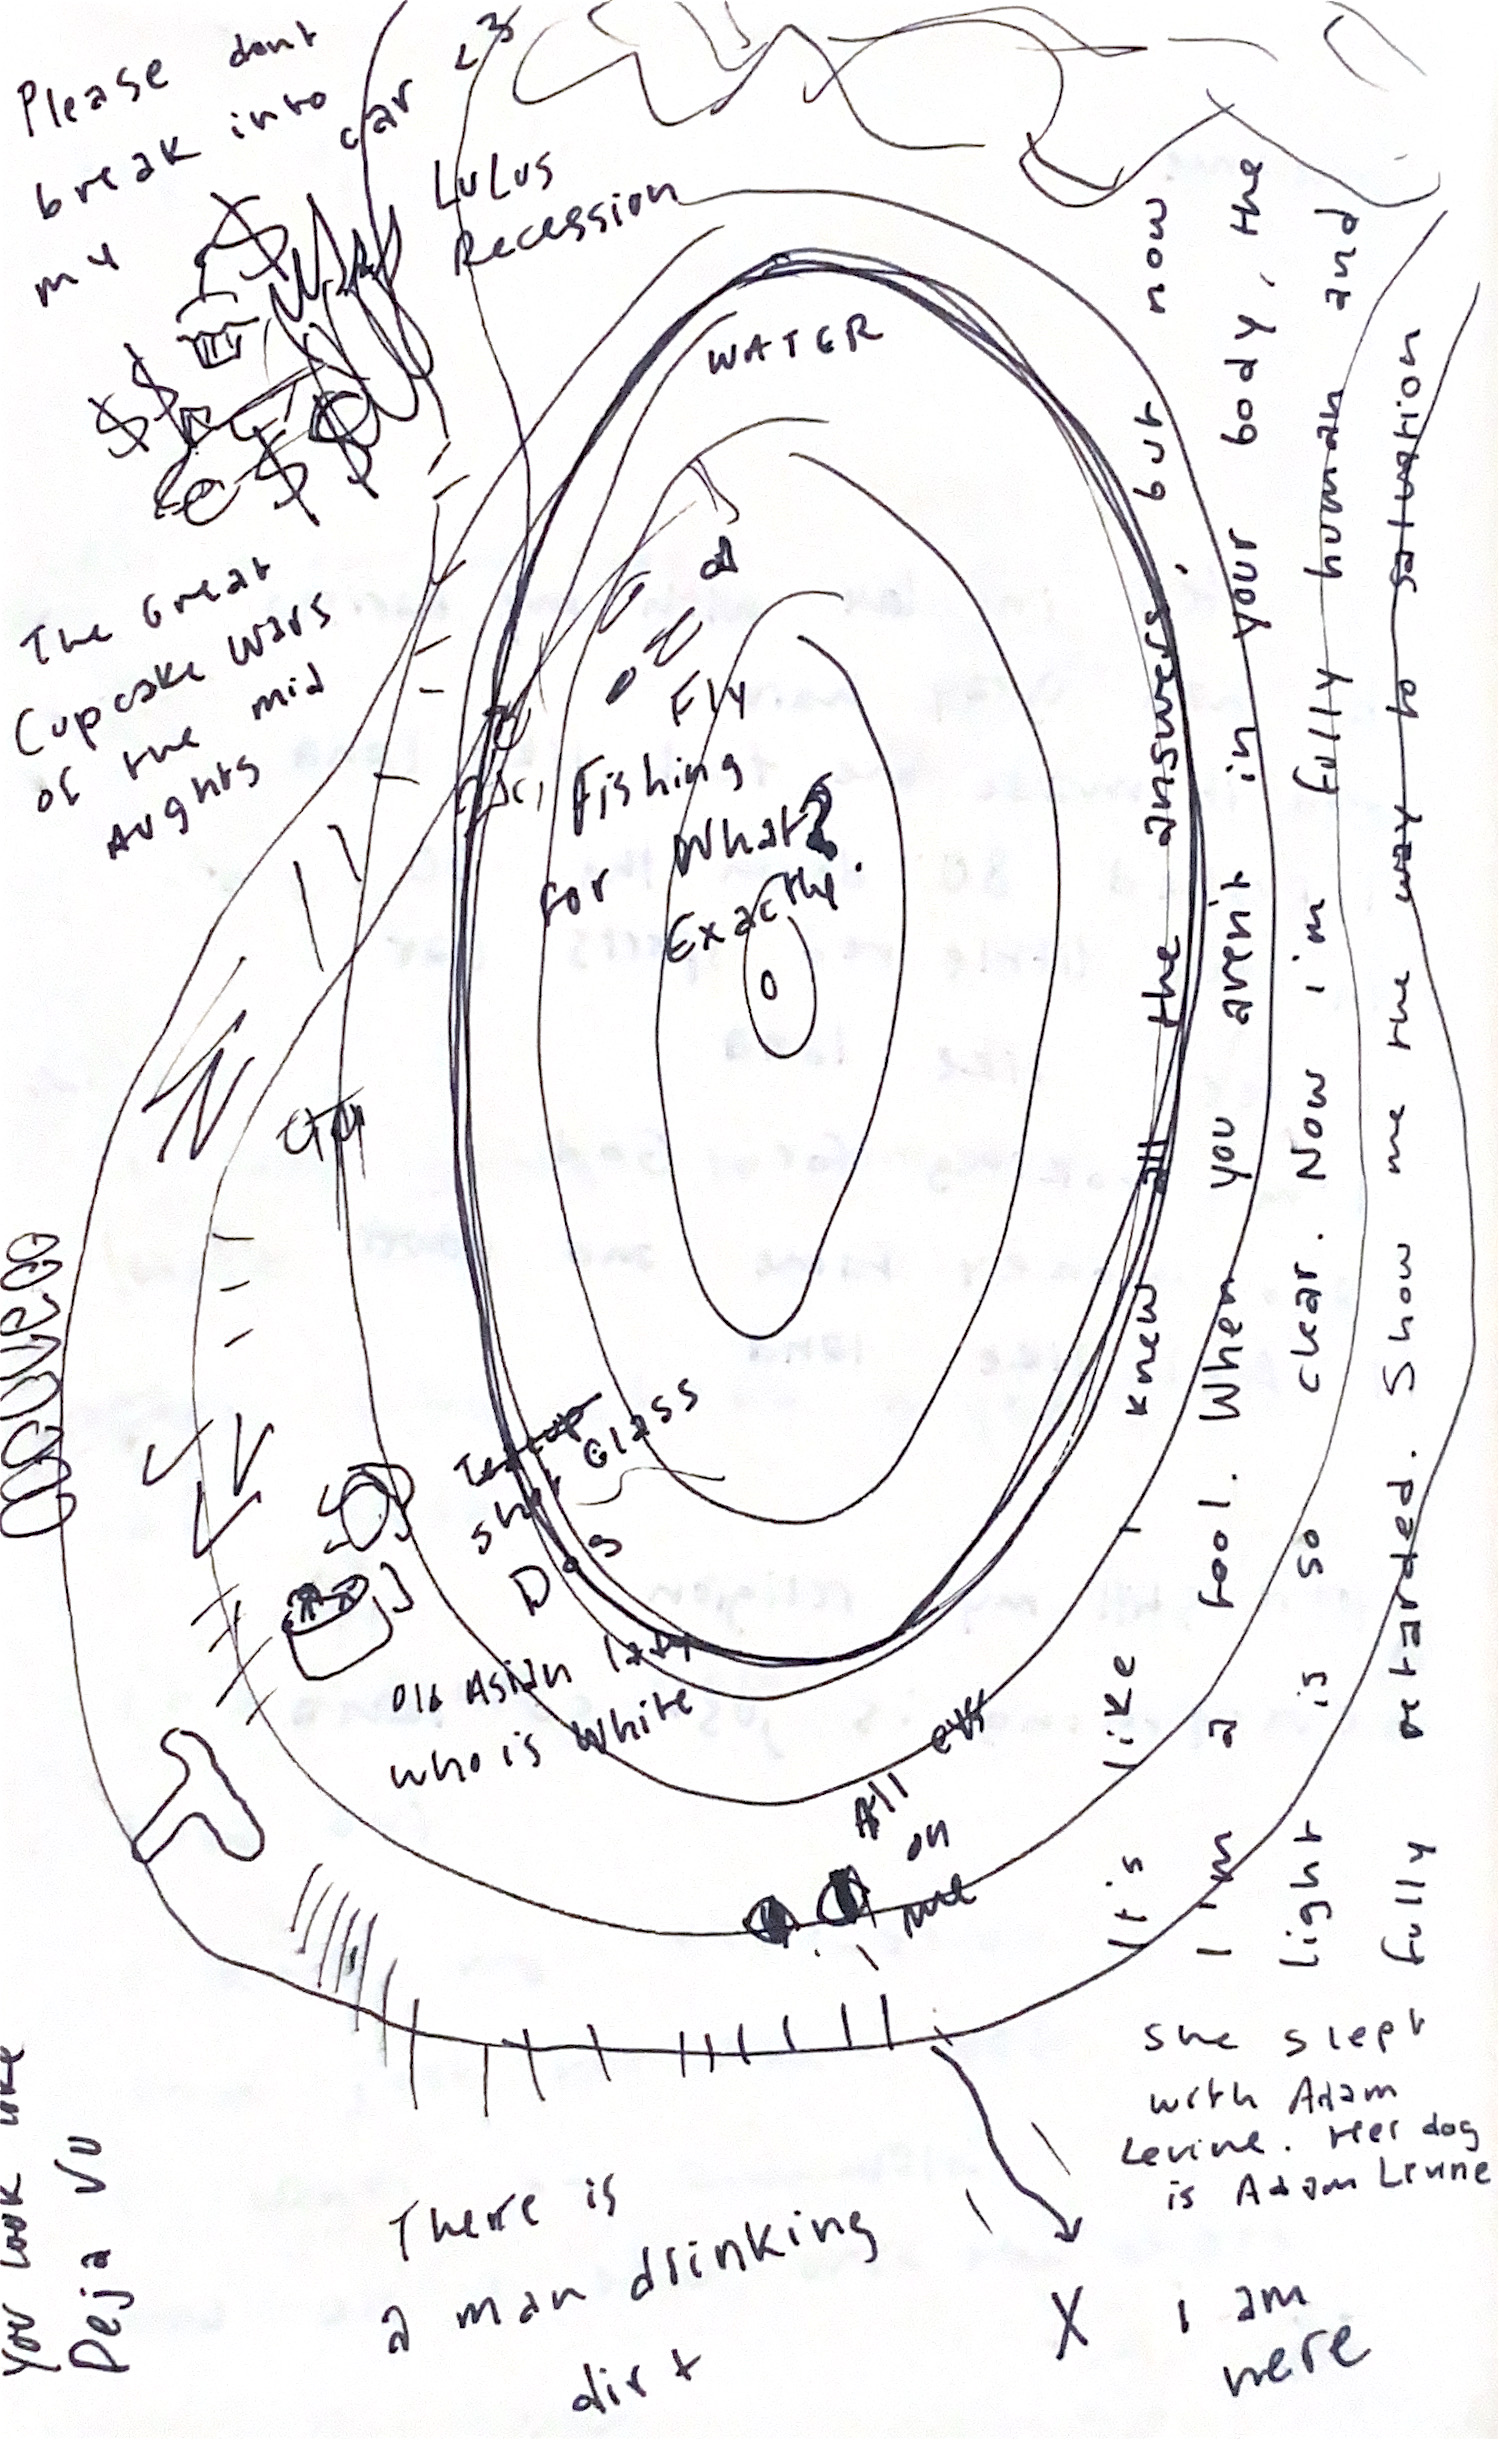 Please dont
break into
my car <3
LULUS
Recession
$
$$
$
The Great
Cupcake Wars
of the mid
Aughts
WATER
Fly
Fishing
for What?
Exactly.
Teacup
shot Glass
Dog
Old Asian lady
who is White
All eyes
on
me
It's like i knew all the answers, but now
I'm a fool. When you aren't in your body, the
light is so clear. Now i'm fully human and
fully retarded. Show me the way to salvation
She slept
with Adam
Levine. Her dog
is Adam Levine
There is
a man drinking
dirt
X i am
here
You look like
Deja Vu